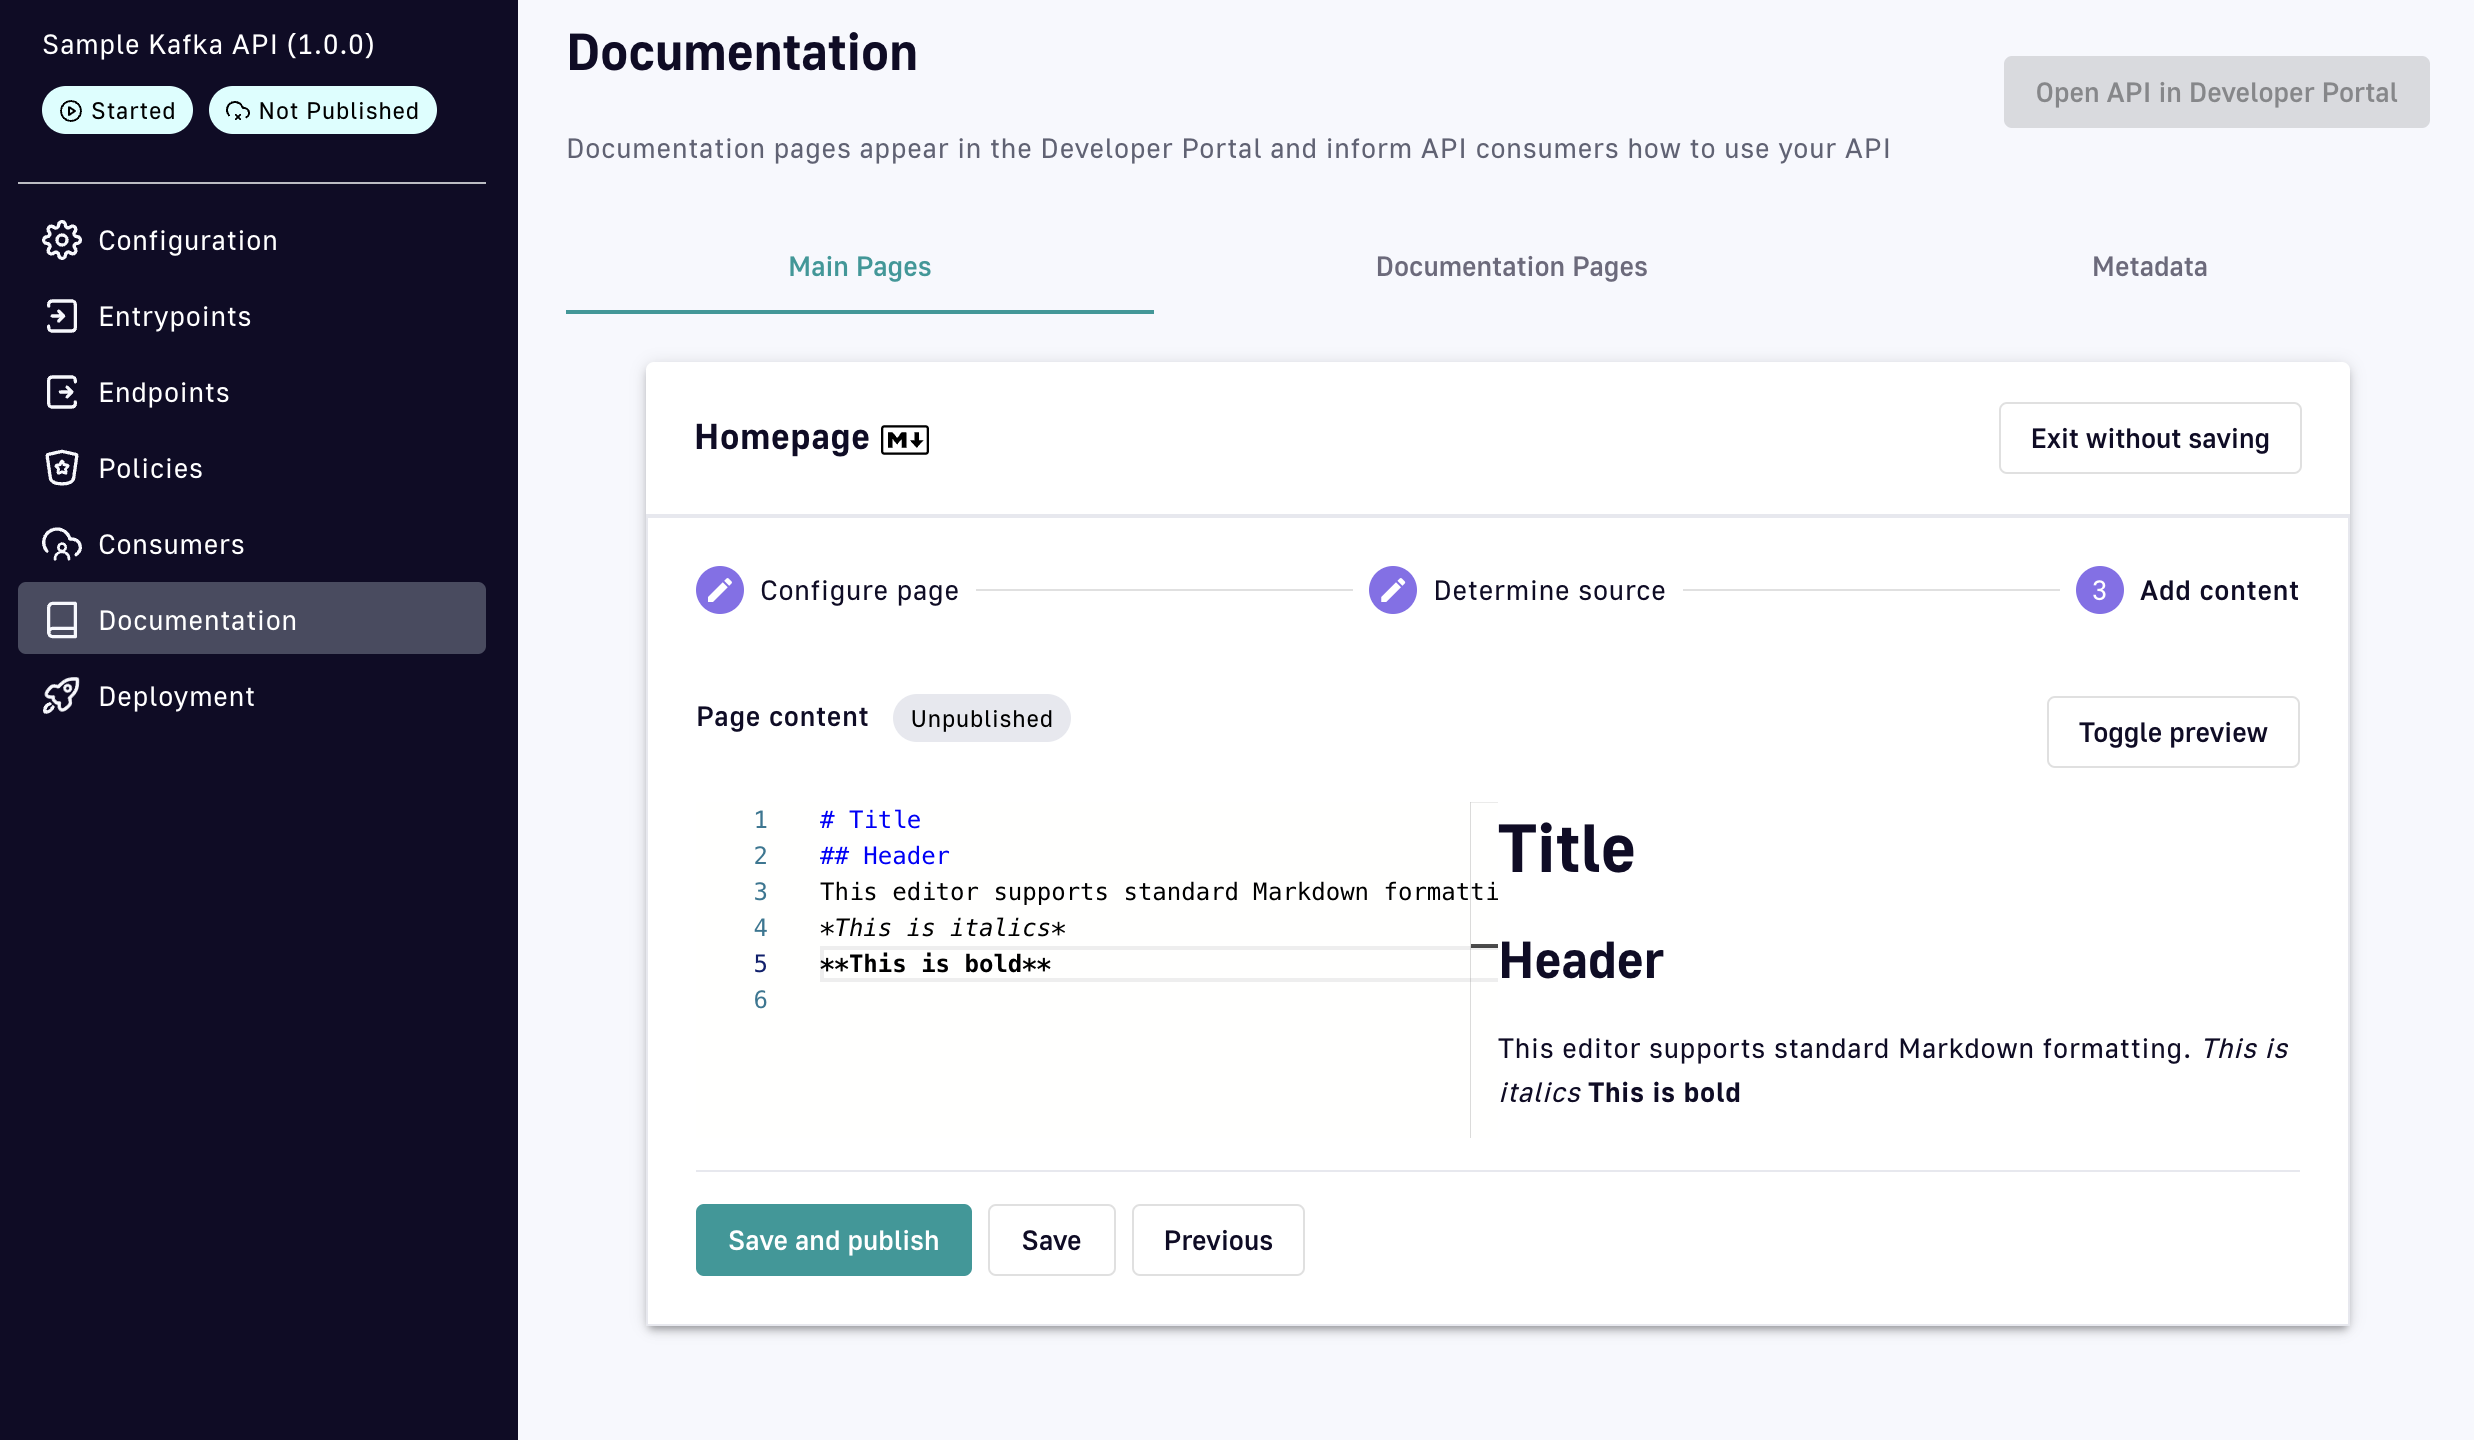 Sample Kafka API (1.0.0)
Started
Not Published
Configuration
Entrypoints
Endpoints
Policies
Consumers
Documentation
Deployment
Documentation
Open API in Developer Portal
Documentation pages appear in the Developer Portal and inform API consumers how to use your API
Main Pages
Documentation Pages
Metadata
Homepage M
Exit without saving
Configure page
Determine source
3 Add content
Page content
Unpublished
Toggle preview
1 # Title
2 ## Header
3 This editor supports standard Markdown formatti
4 *This is italics*
5 **This is bold**
6
Title
Header
This editor supports standard Markdown formatting. This is
italics This is bold
Save and publish
Save
Previous